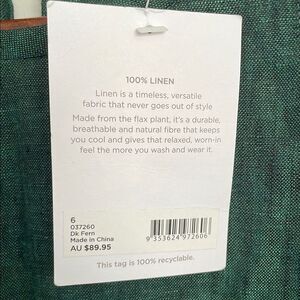 100% LINEN
Linen is a timeless, versatile
fabric that never goes out of style
Made from the flax plant, it's a durable,
breathable and natural fibre that keeps
you cool and gives that relaxed, worn-in
feel the more you wash and wear it.
6
037260
Dk Fern
Made in China
AU $89.95
9 353624 972606
This tag is 100% recyclable.